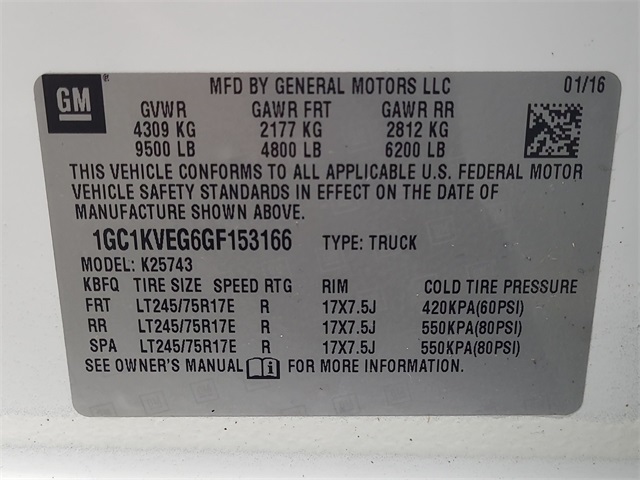 GM MFD BY GENERAL MOTORS LLC 01/16
GVWR GAWR FRT GAWR RR
4309 KG 2177 KG 2812 KG
9500 LB 4800 LB 6200 LB
THIS VEHICLE CONFORMS TO ALL APPLICABLE U.S. FEDERAL MOTOR
VEHICLE SAFETY STANDARDS IN EFFECT ON THE DATE OF
MANUFACTURE SHOWN ABOVE.
1GC1KVEG6GF153166 TYPE: TRUCK
MODEL: K25743
KBFQ TIRE SIZE SPEED RTG RIM COLD TIRE PRESSURE
FRT LT245/75R17E R 17X7.5J 420KPA(60PSI)
RR LT245/75R17E R 17X7.5J 550KPA(80PSI)
SPA LT245/75R17E R 17X7.5J 550KPA(80PSI)
SEE OWNER'S MANUAL i FOR MORE INFORMATION.